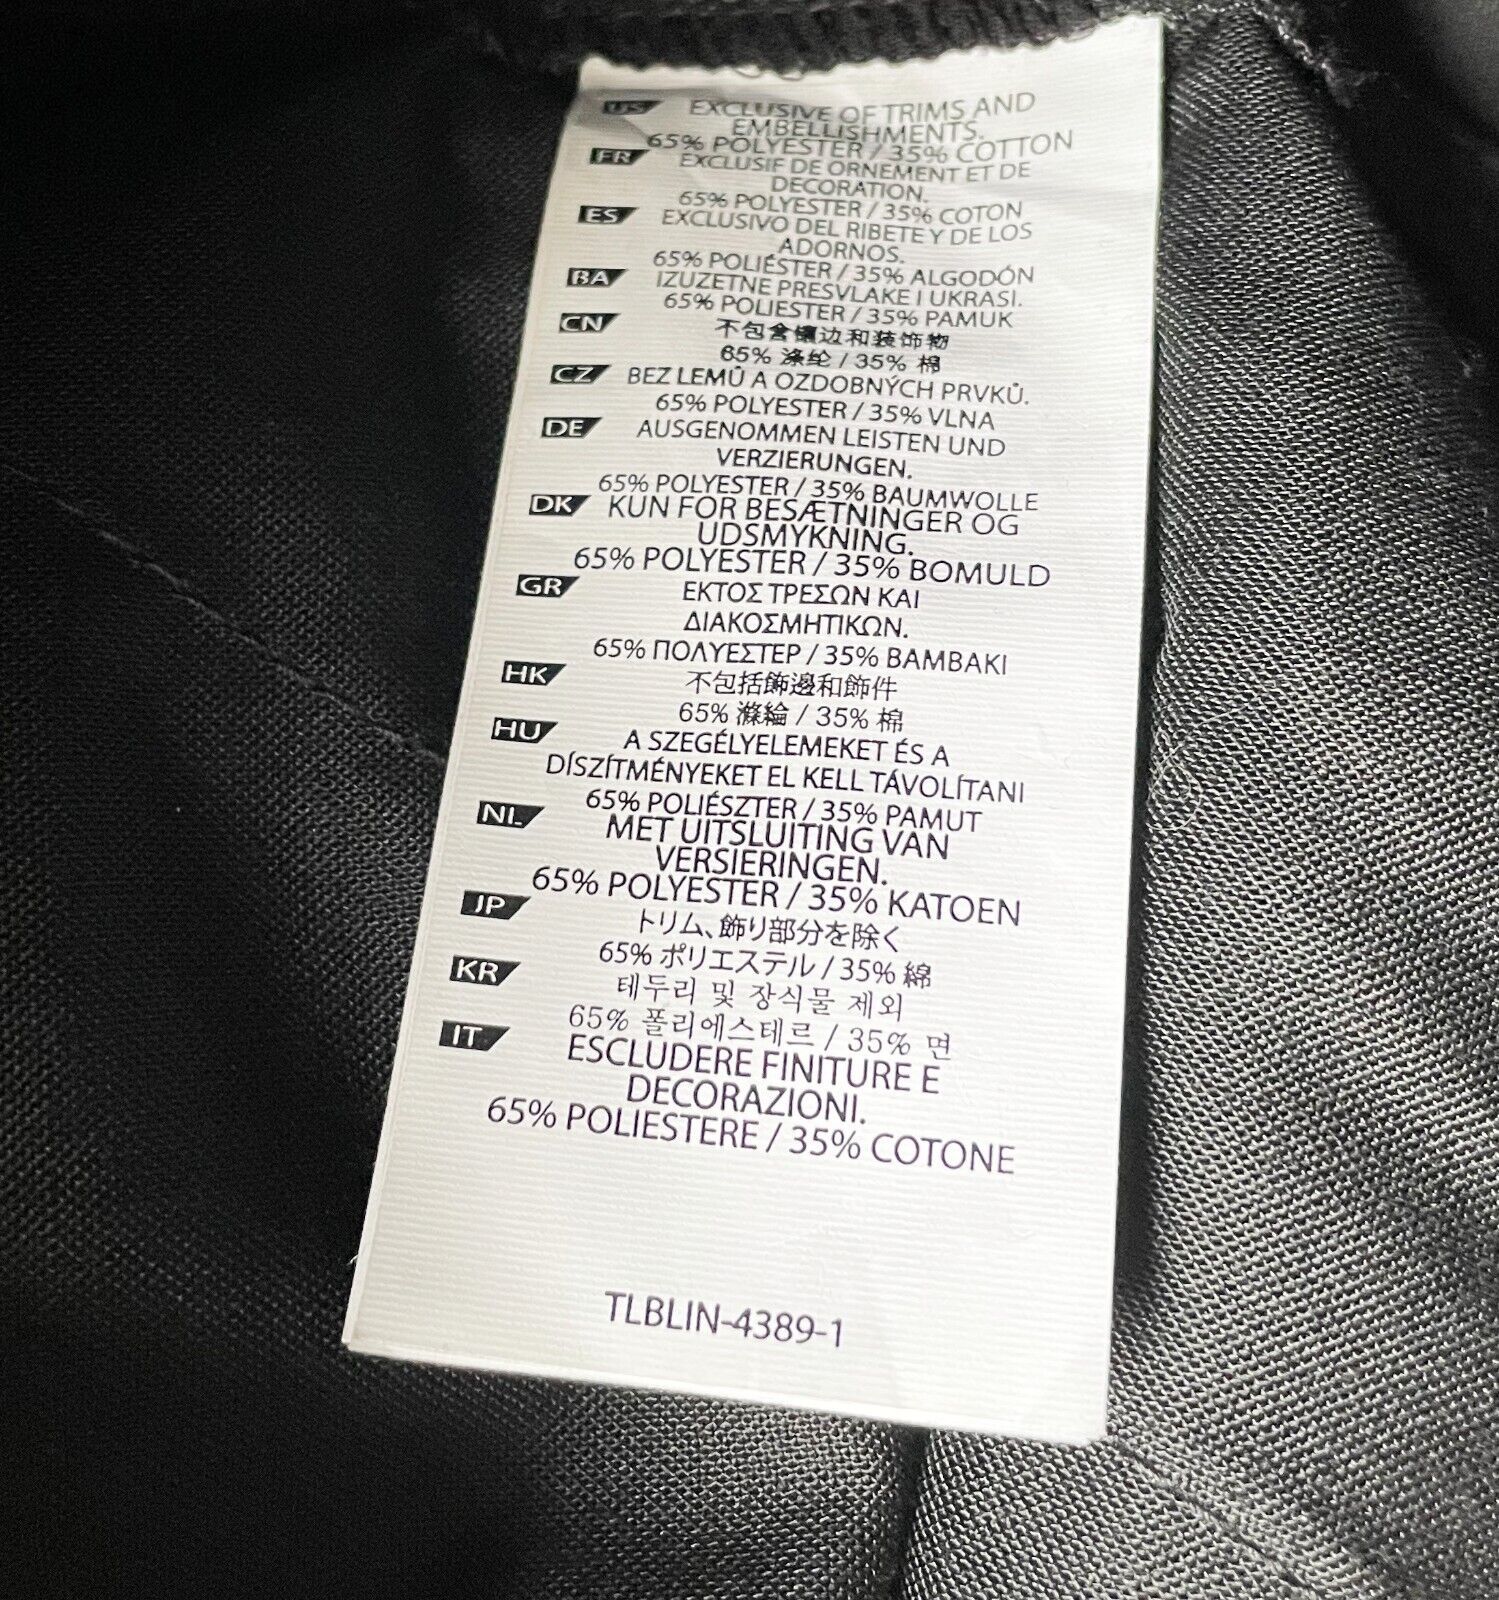 US EXCLUSIVE OF TRIMS AND
EMBELLISHMENTS.
65% POLYESTER / 35% COTTON
FR EXCLUSIF DE ORNEMENT ET DE
DECORATION.
65% POLYESTER / 35% COTON
ES EXCLUSIVO DEL RIBETE Y DE LOS
ADORNOS.
65% POLIÉSTER / 35% ALGODÓN
BA IZUZETNE PRESVLAKE I UKRASI.
65% POLIESTER / 35% PAMUK
CN 不包含镶边和装饰物
65% 涤纶 / 35% 棉
CZ BEZ LEMŮ A OZDOBNÝCH PRVKŮ.
65% POLYESTER / 35% VLNA
DE AUSGENOMMEN LEISTEN UND
VERZIERUNGEN.
65% POLYESTER / 35% BAUMWOLLE
DK KUN FOR BESÆTNINGER OG
UDSMYKNING.
65% POLYESTER / 35% BOMULD
GR ΕΚΤΟΣ ΤΡΕΣΩΝ ΚΑΙ
ΔΙΑΚΟΣΜΗΤΙΚΩΝ.
65% ΠΟΛΥΕΣΤΕΡ / 35% ΒΑΜΒΑΚΙ
HK 不包括飾邊和飾件
65% 滌綸 / 35% 棉
HU A SZEGÉLYELEMEKET ÉS A
DÍSZÍTMÉNYEKET EL KELL TÁVOLÍTANI
65% POLIÉSZTER / 35% PAMUT
NL MET UITSLUITING VAN
VERSIERINGEN.
65% POLYESTER / 35% KATOEN
JP トリム、飾り部分を除く
65% ポリエステル / 35% 綿
KR 테두리 및 장식물 제외
65% 폴리에스테르 / 35% 면
IT ESCLUDERE FINITURE E
DECORAZIONI.
65% POLIESTERE / 35% COTONE
TLBLIN-4389-1